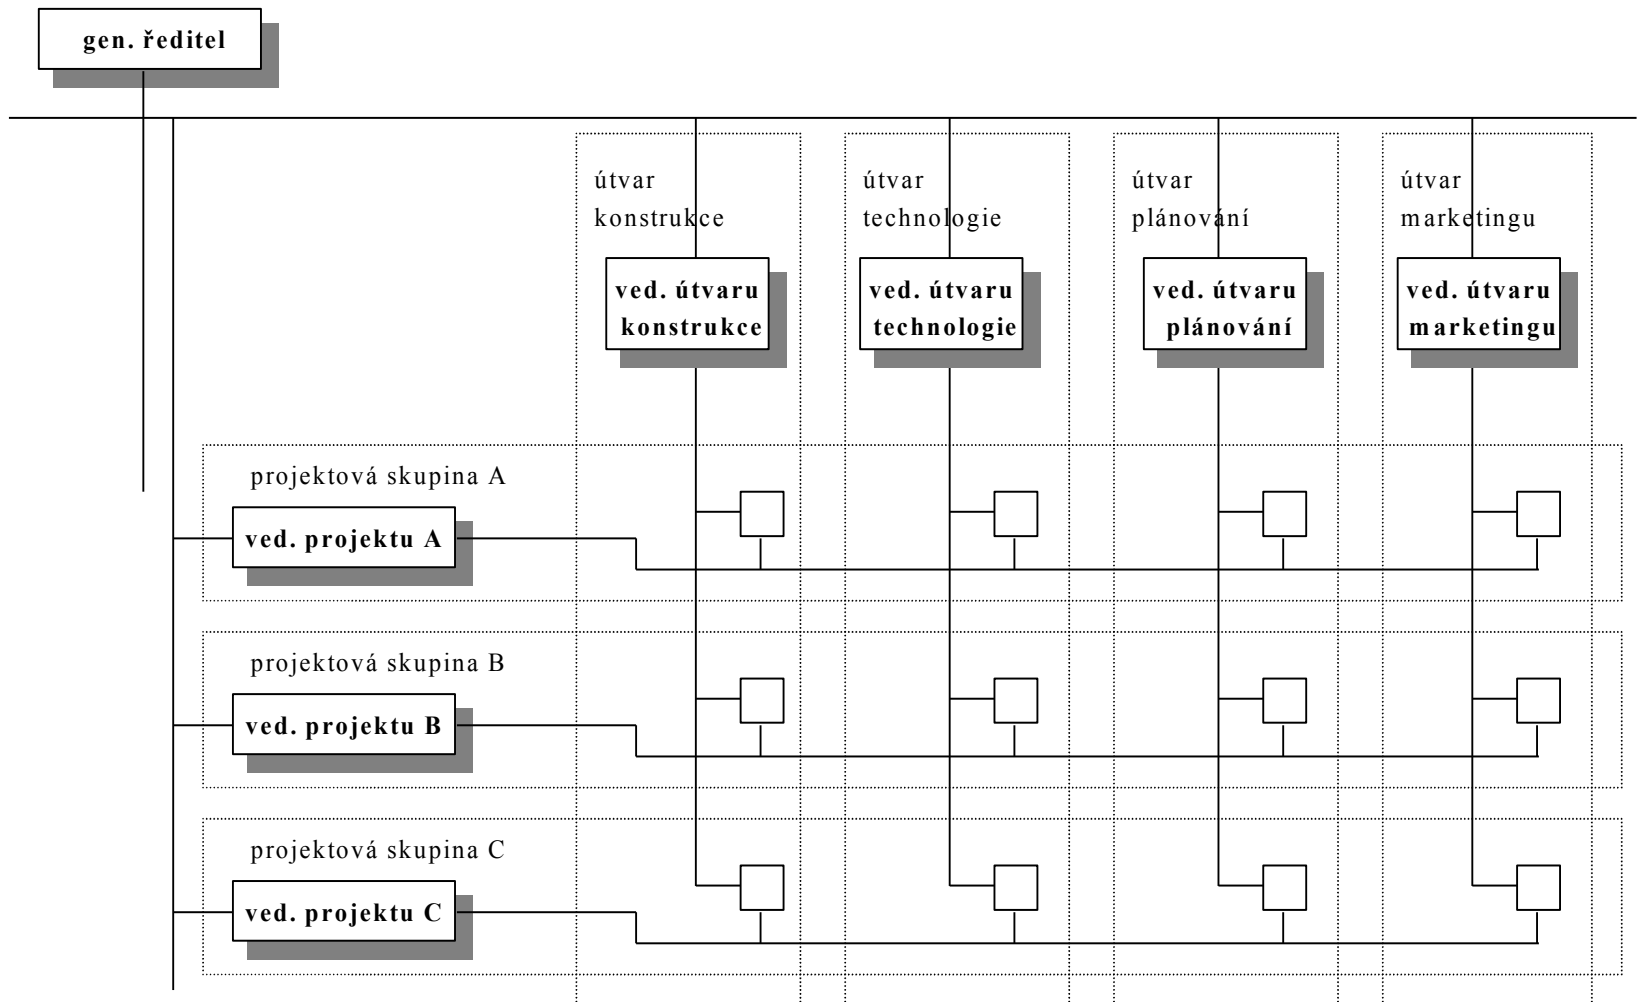 gen. ředitel
útvar
konstrukce
útvar
technologie
útvar
plánování
útvar
marketingu
ved. útvaru
konstrukce
ved. útvaru
technologie
ved. útvaru
plánování
ved. útvaru
marketingu
projektová skupina A
ved. projektu A
projektová skupina B
ved. projektu B
projektová skupina C
ved. projektu C